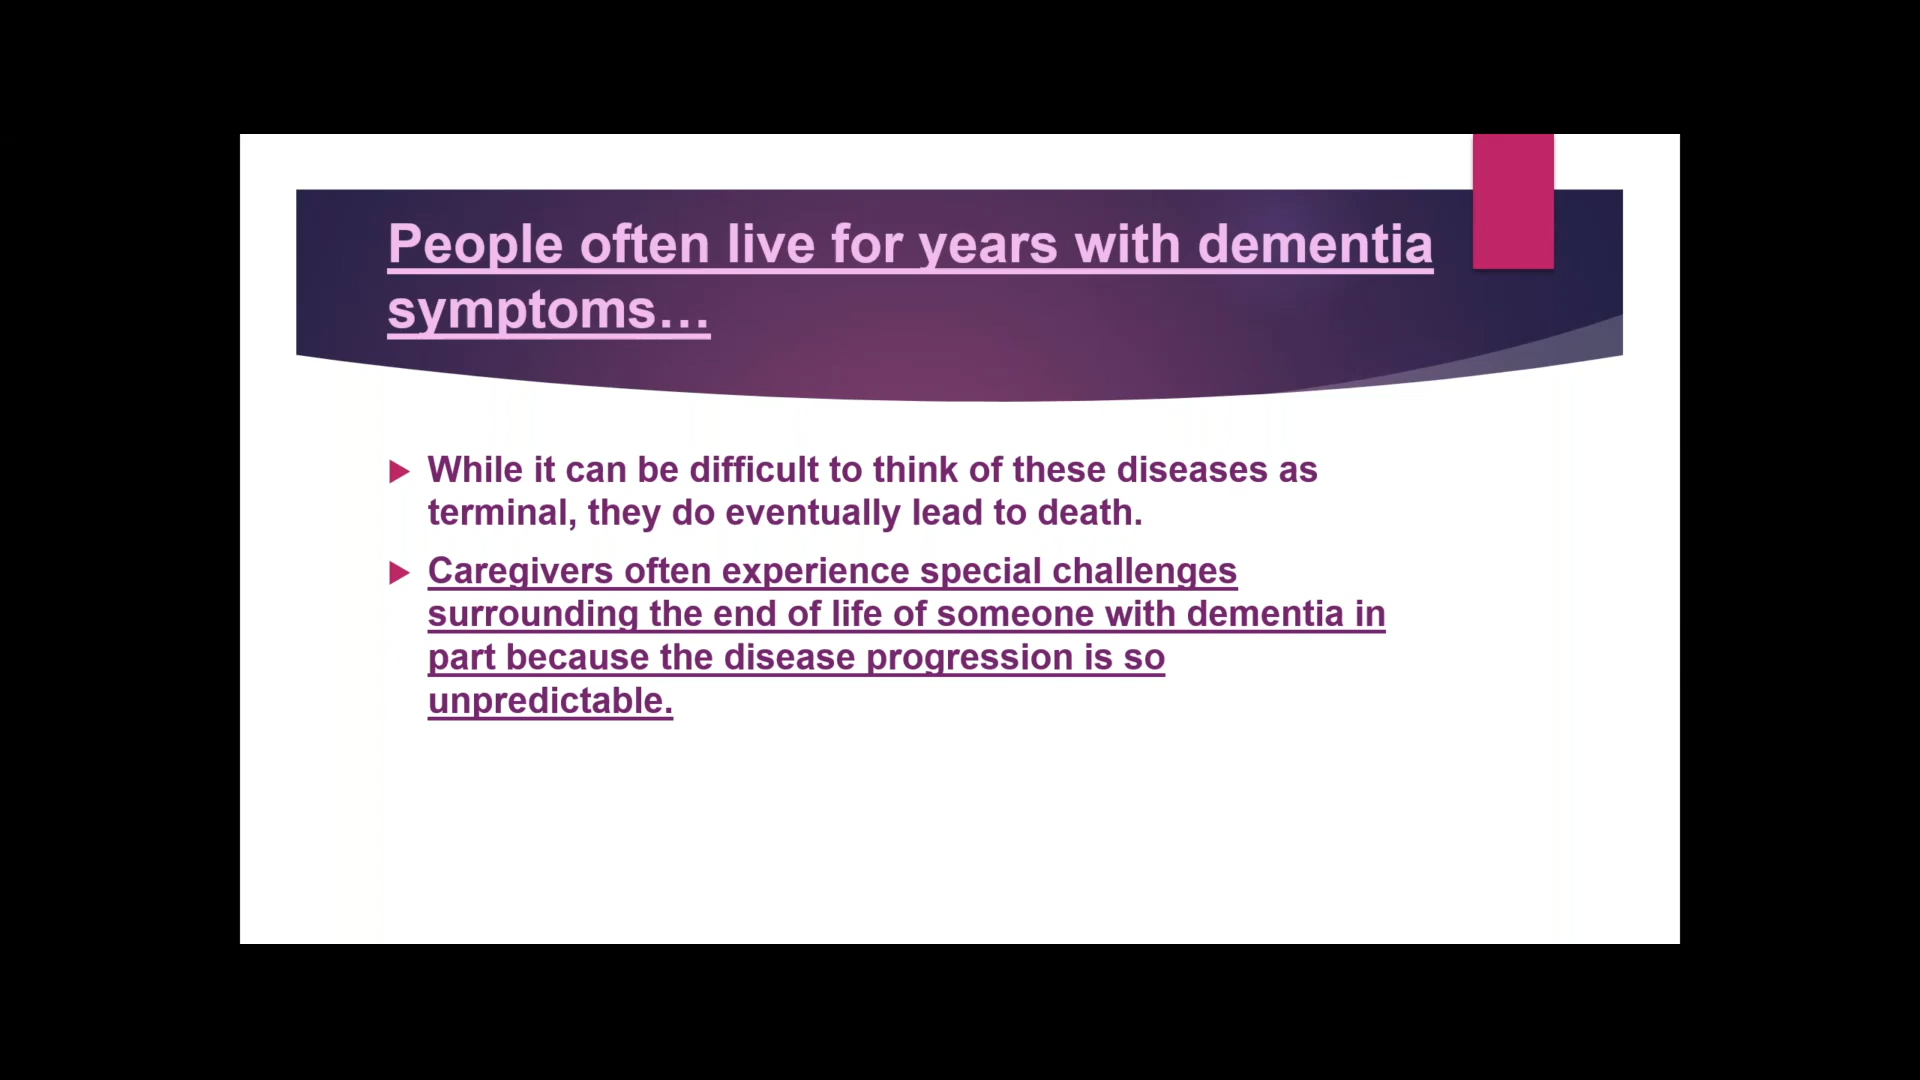 People often live for years with dementia
symptoms…
While it can be difficult to think of these diseases as
terminal, they do eventually lead to death.
Caregivers often experience special challenges
surrounding the end of life of someone with dementia in
part because the disease progression is so
unpredictable.